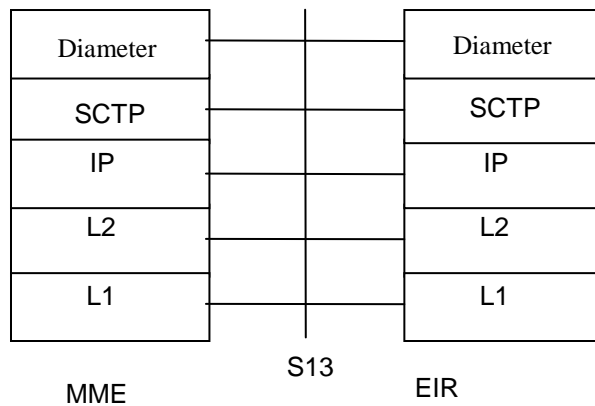 Diameter
Diameter
SCTP
SCTP
IP
IP
L2
L2
L1
L1
S13
MME
EIR